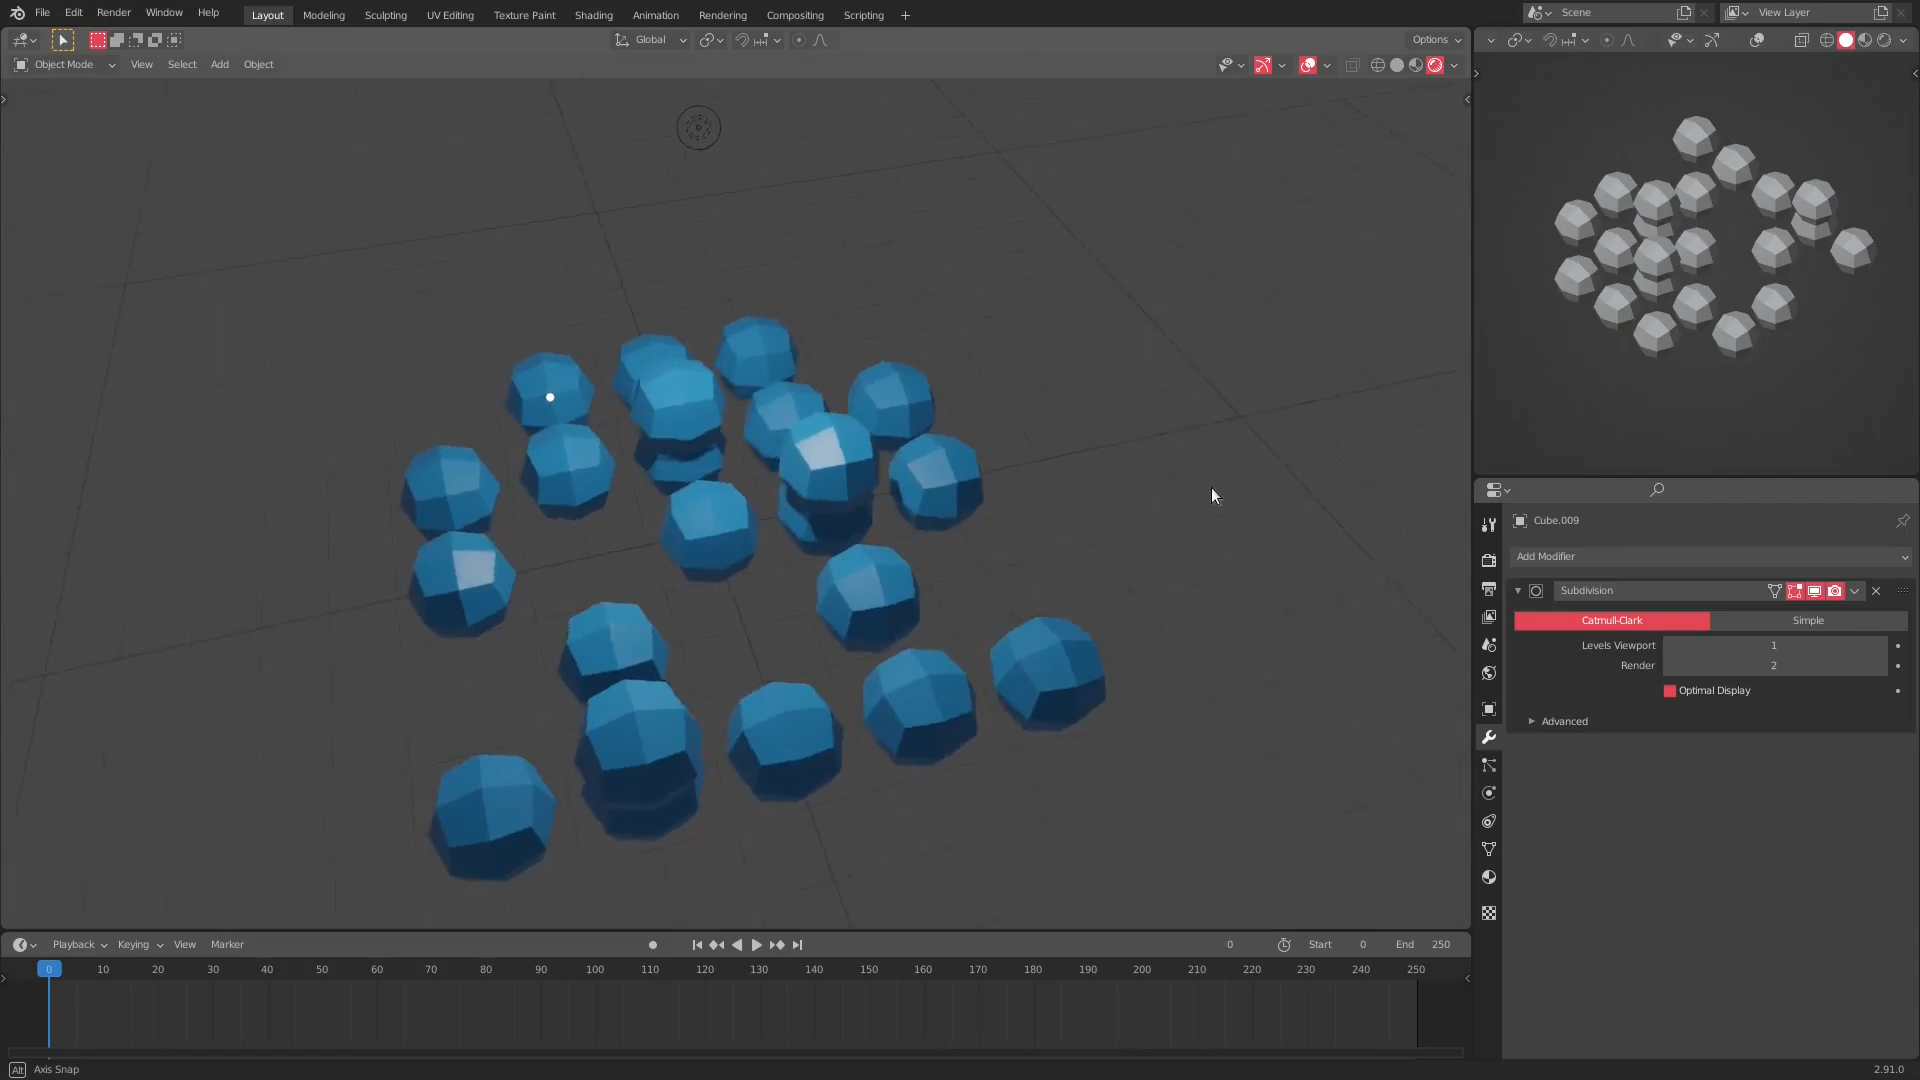 File Edit Render Window Help Layout Modeling Sculpting UV Editing Texture Paint Shading Animation Rendering Compositing Scripting + Scene View Layer
Global Options
Object Mode View Select Add Object
Cube.009
Add Modifier
Subdivision
Catmull-Clark Simple
Levels Viewport 1
Render 2
Optimal Display
Advanced
Playback Keying View Marker 0 Start 0 End 250
0 10 20 30 40 50 60 70 80 90 100 110 120 130 140 150 160 170 180 190 200 210 220 230 240 250
Alt Axis Snap 2.91.0